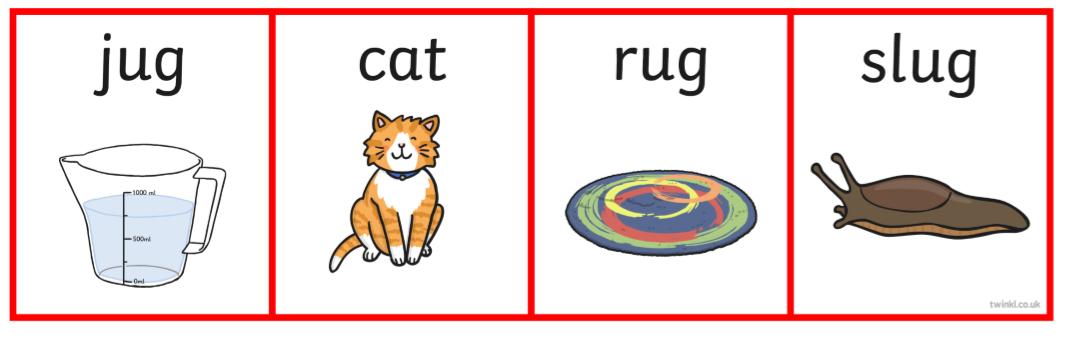 jug
cat
rug
slug
1000 ml
500ml
0ml
twinkl.co.uk